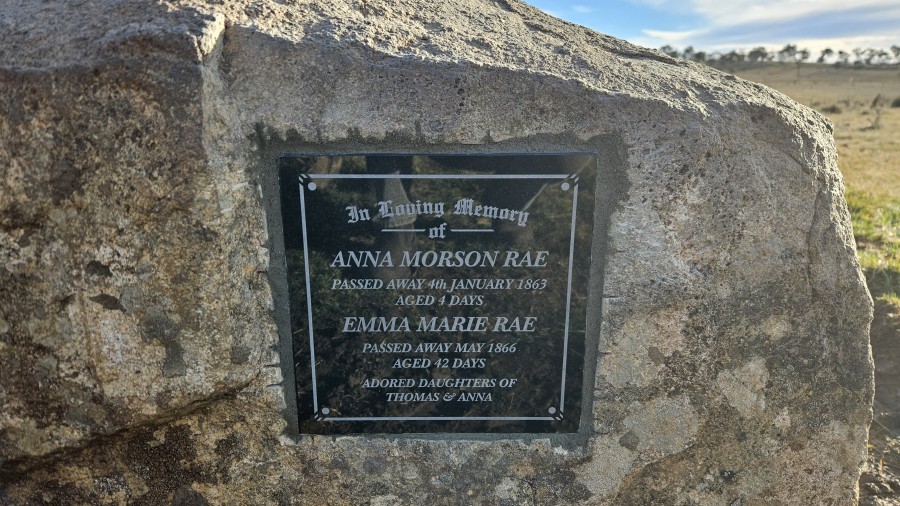 In Loving Memory
of
ANNA MORSON RAE
PASSED AWAY 4th JANUARY 1863
AGED 4 DAYS
EMMA MARIE RAE
PASSED AWAY MAY 1866
AGED 42 DAYS
ADORED DAUGHTERS OF
THOMAS & ANNA